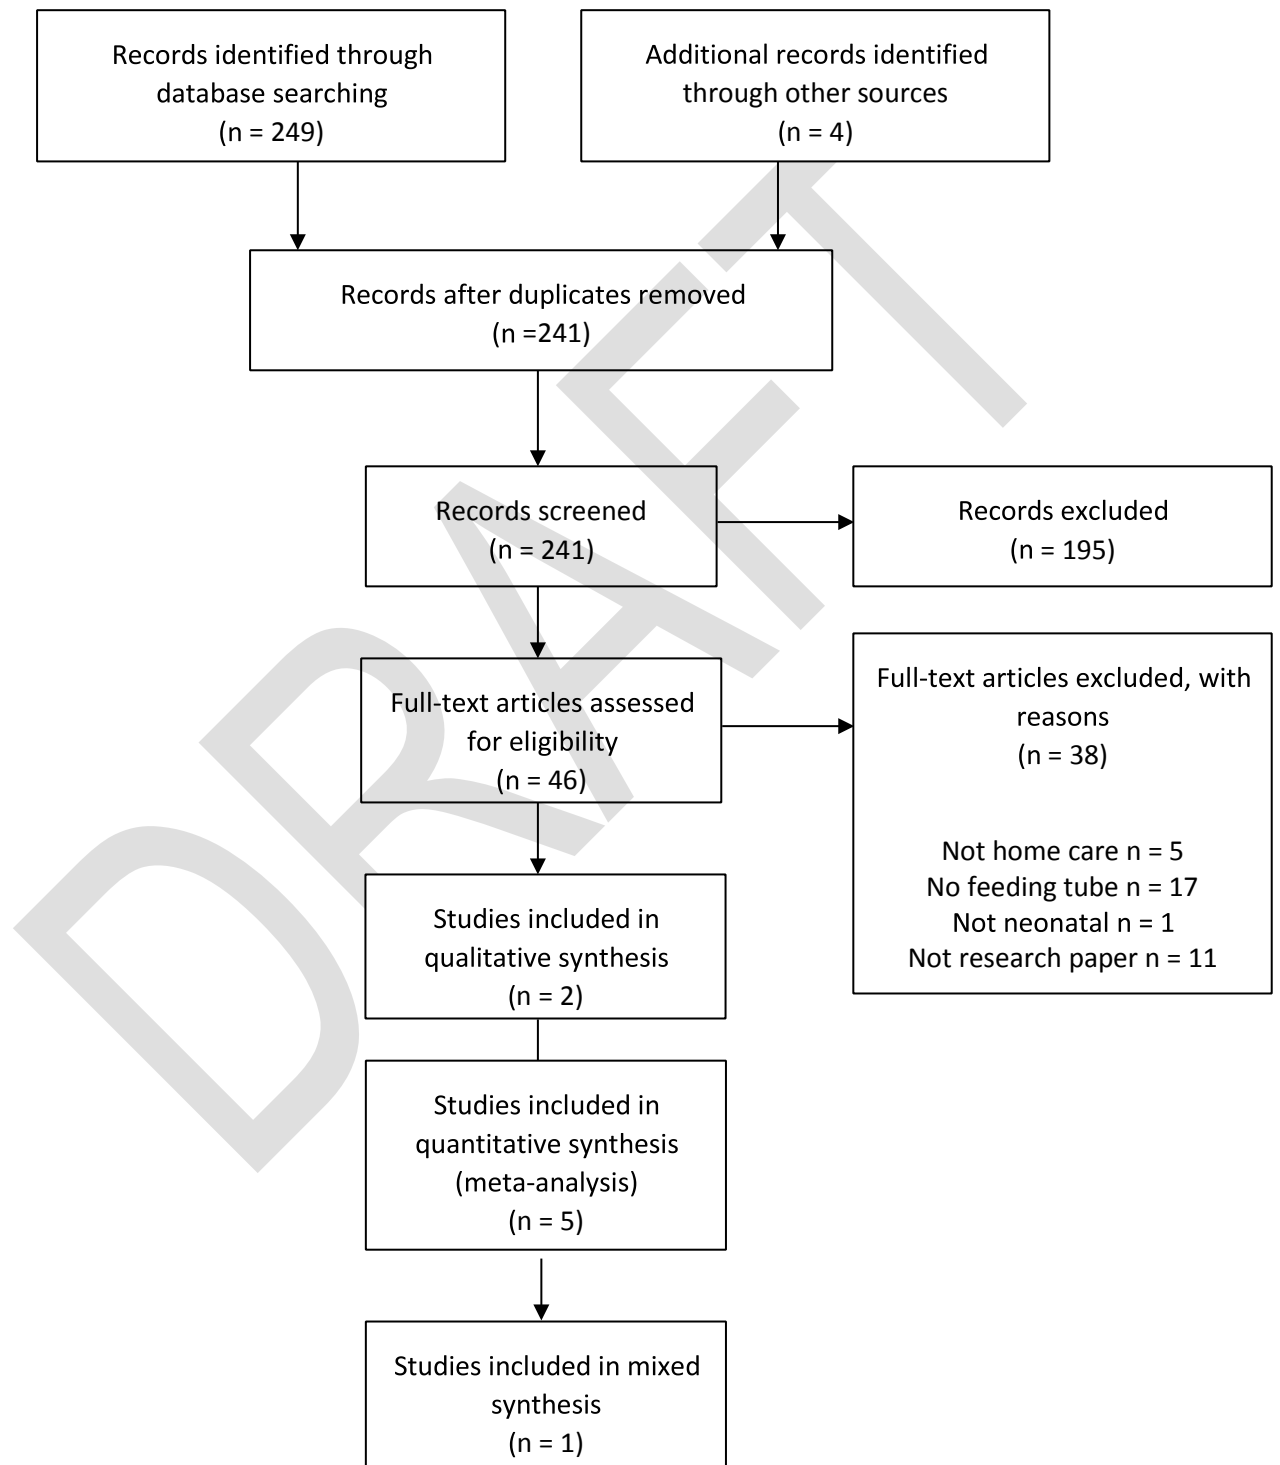 Records identified through
database searching
(n = 249)
Additional records identified
through other sources
(n = 4)
Records after duplicates removed
(n =241)
Records screened
(n = 241)
Records excluded
(n = 195)
Full-text articles assessed
for eligibility
(n = 46)
Full-text articles excluded, with
reasons
(n = 38)
Not home care n = 5
No feeding tube n = 17
Not neonatal n = 1
Not research paper n = 11
Studies included in
qualitative synthesis
(n = 2)
Studies included in
quantitative synthesis
(meta-analysis)
(n = 5)
Studies included in mixed
synthesis
(n = 1)
DRAFT